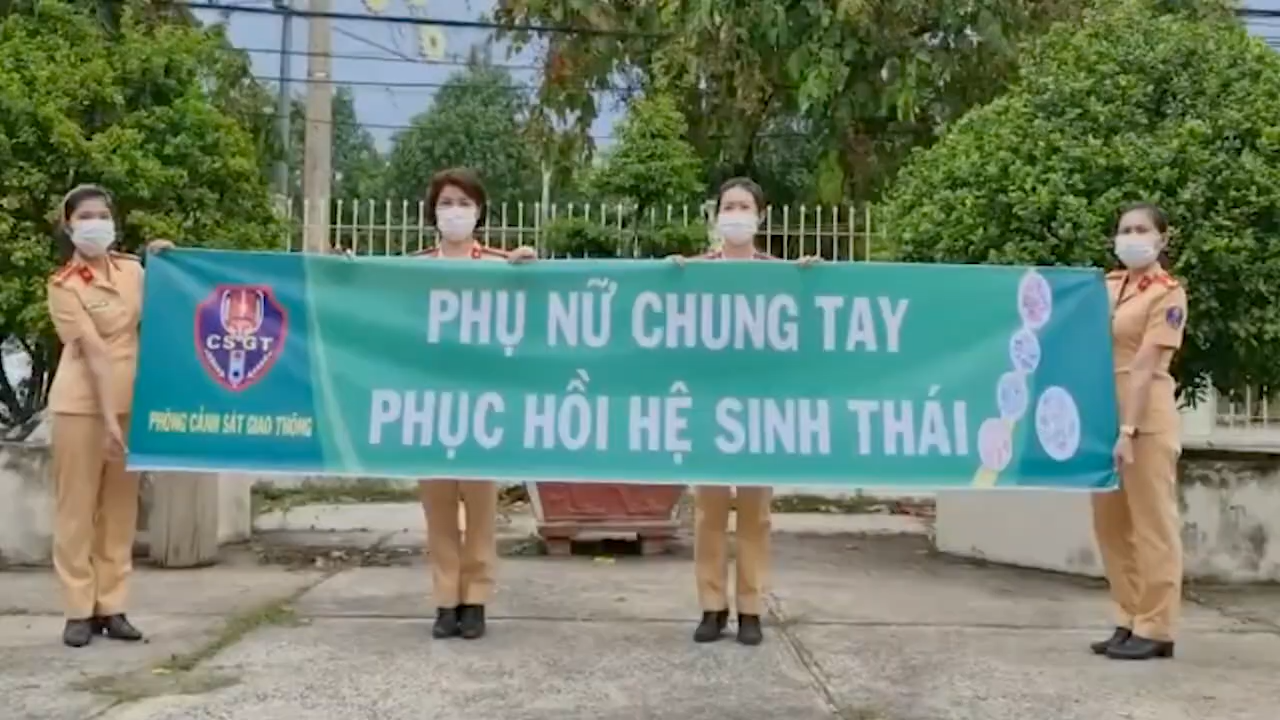 PHỤ NỮ CHUNG TAY
PHỤC HỒI HỆ SINH THÁI
CSGT
PHÒNG CẢNH SÁT GIAO THÔNG